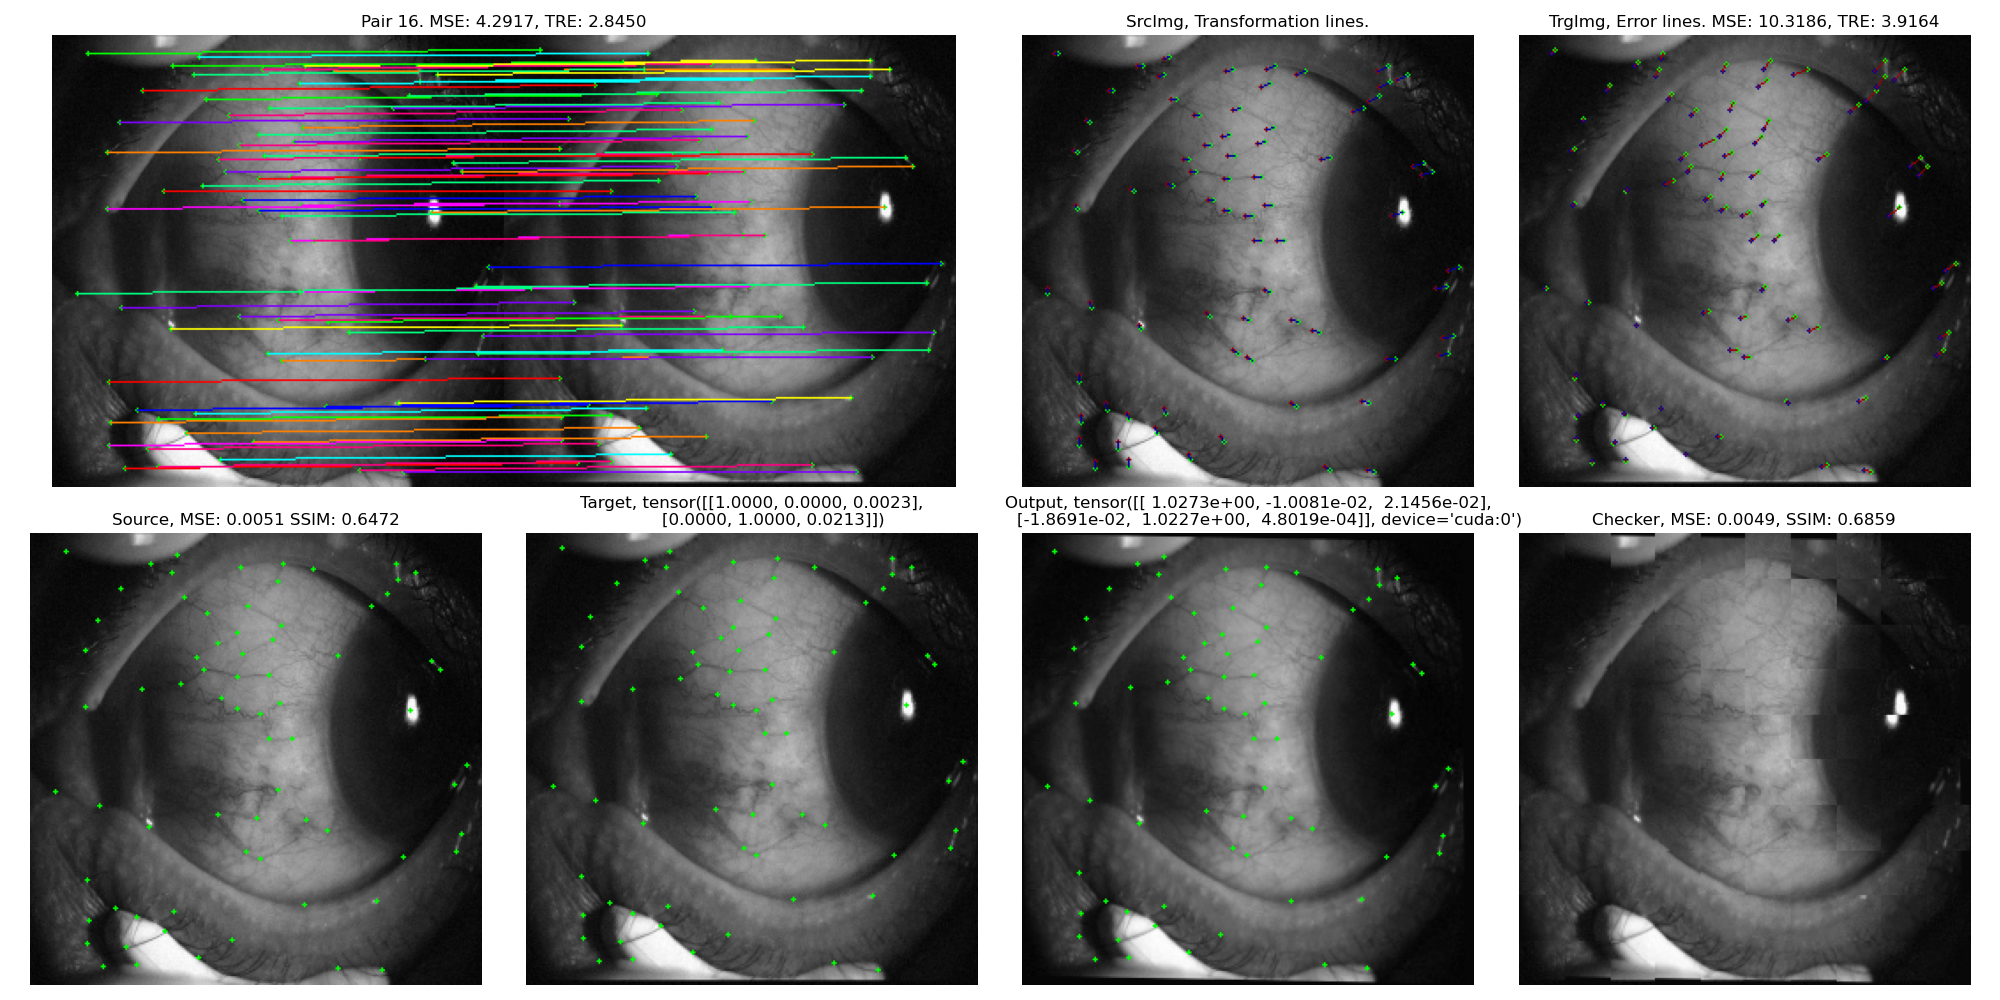 Pair 16. MSE: 4.2917, TRE: 2.8450
SrcImg, Transformation lines.
TrgImg, Error lines. MSE: 10.3186, TRE: 3.9164
Source, MSE: 0.0051 SSIM: 0.6472
Target, tensor([[1.0000, 0.0000, 0.0023],
[0.0000, 1.0000, 0.0213]])
Output, tensor([[ 1.0273e+00, -1.0081e-02,  2.1456e-02],
[-1.8691e-02,  1.0227e+00,  4.8019e-04]], device='cuda:0')
Checker, MSE: 0.0049, SSIM: 0.6859